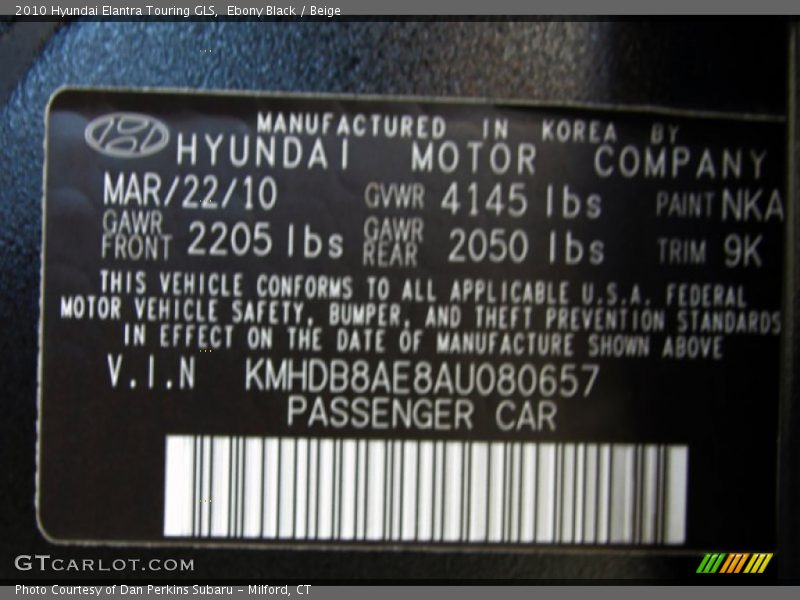 2010 Hyundai Elantra Touring GLS,  Ebony Black / Beige
MANUFACTURED IN KOREA BY
HYUNDAI MOTOR COMPANY
MAR/22/10 GVWR 4145 lbs PAINT NKA
GAWR FRONT 2205 lbs GAWR REAR 2050 lbs TRIM 9K
THIS VEHICLE CONFORMS TO ALL APPLICABLE U.S.A. FEDERAL
MOTOR VEHICLE SAFETY, BUMPER, AND THEFT PREVENTION STANDARDS
IN EFFECT ON THE DATE OF MANUFACTURE SHOWN ABOVE
V.I.N KMHDB8AE8AU080657
PASSENGER CAR
GTCARLOT.COM
Photo Courtesy of Dan Perkins Subaru - Milford, CT